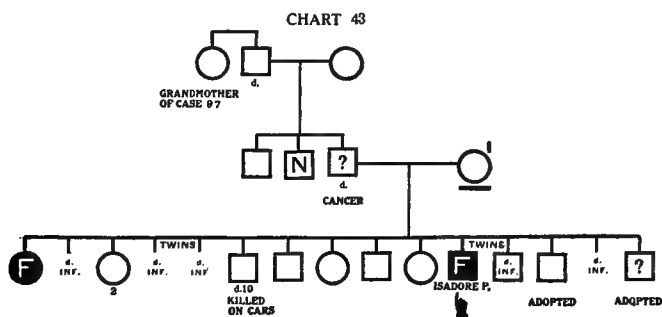 CHART 43
d.
GRANDMOTHER
OF CASE 97
N
?
d.
CANCER
1
TWINS
TWINS
F
d.
INF.
2
d.
INF.
d.
INF
d.10
KILLED
ON CARS
F
ISADORE P.
d.
INF.
ADOPTED
d.
INF.
?
ADOPTED